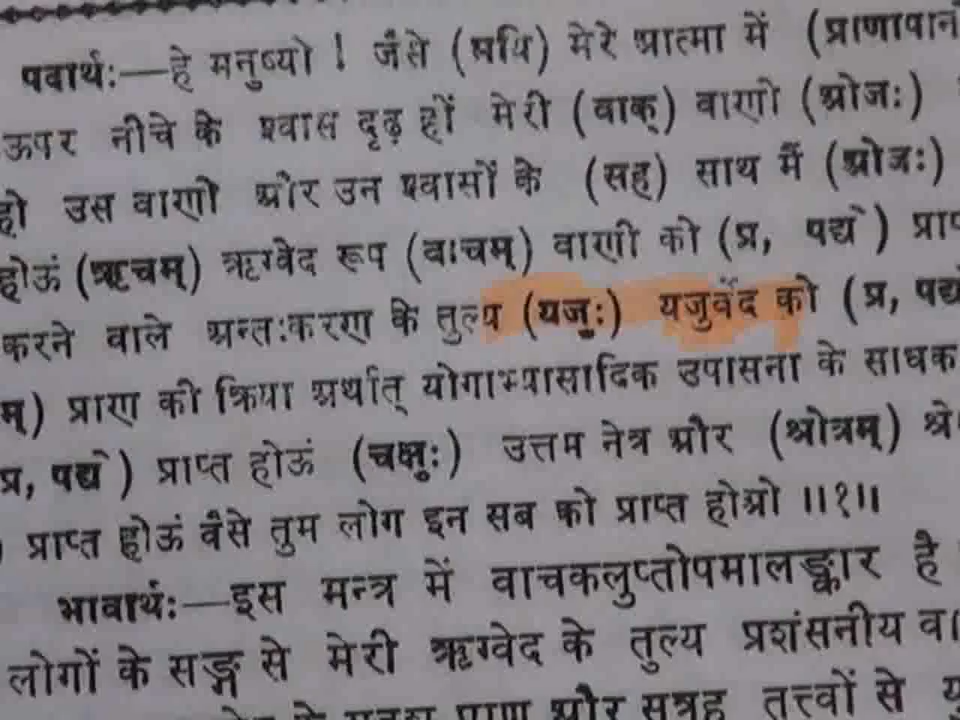 पदार्थः—हे मनुष्यो ! जैसे (मयि) मेरे आत्मा में (प्राणापान
ऊपर नीचे के श्वास दृढ़ हों मेरी (वाक्) वाणी (ओजः)
हो उस वाणी और उन श्वासों के (सह) साथ मैं (ओजः)
होऊं (ऋचम्) ऋग्वेद रूप (वाचम्) वाणी को (प्र, पद्ये) प्राप
करने वाले अन्तःकरण के तुल्य (यजुः) यजुर्वेद को (प्र, पद्ये
म्) प्राण की क्रिया अर्थात् योगाभ्यासादिक उपासना के साधक
प्र, पद्ये) प्राप्त होऊं (चक्षुः) उत्तम नेत्र और (श्रोत्रम्) श्रे
प्राप्त होऊं वैसे तुम लोग इन सब को प्राप्त होओ ॥१॥
भावार्थः—इस मन्त्र में वाचकलुप्तोपमालङ्कार है
लोगों के सङ्ग से मेरी ऋग्वेद के तुल्य प्रशंसनीय वा
प्राण और सत्रह तत्त्वों से